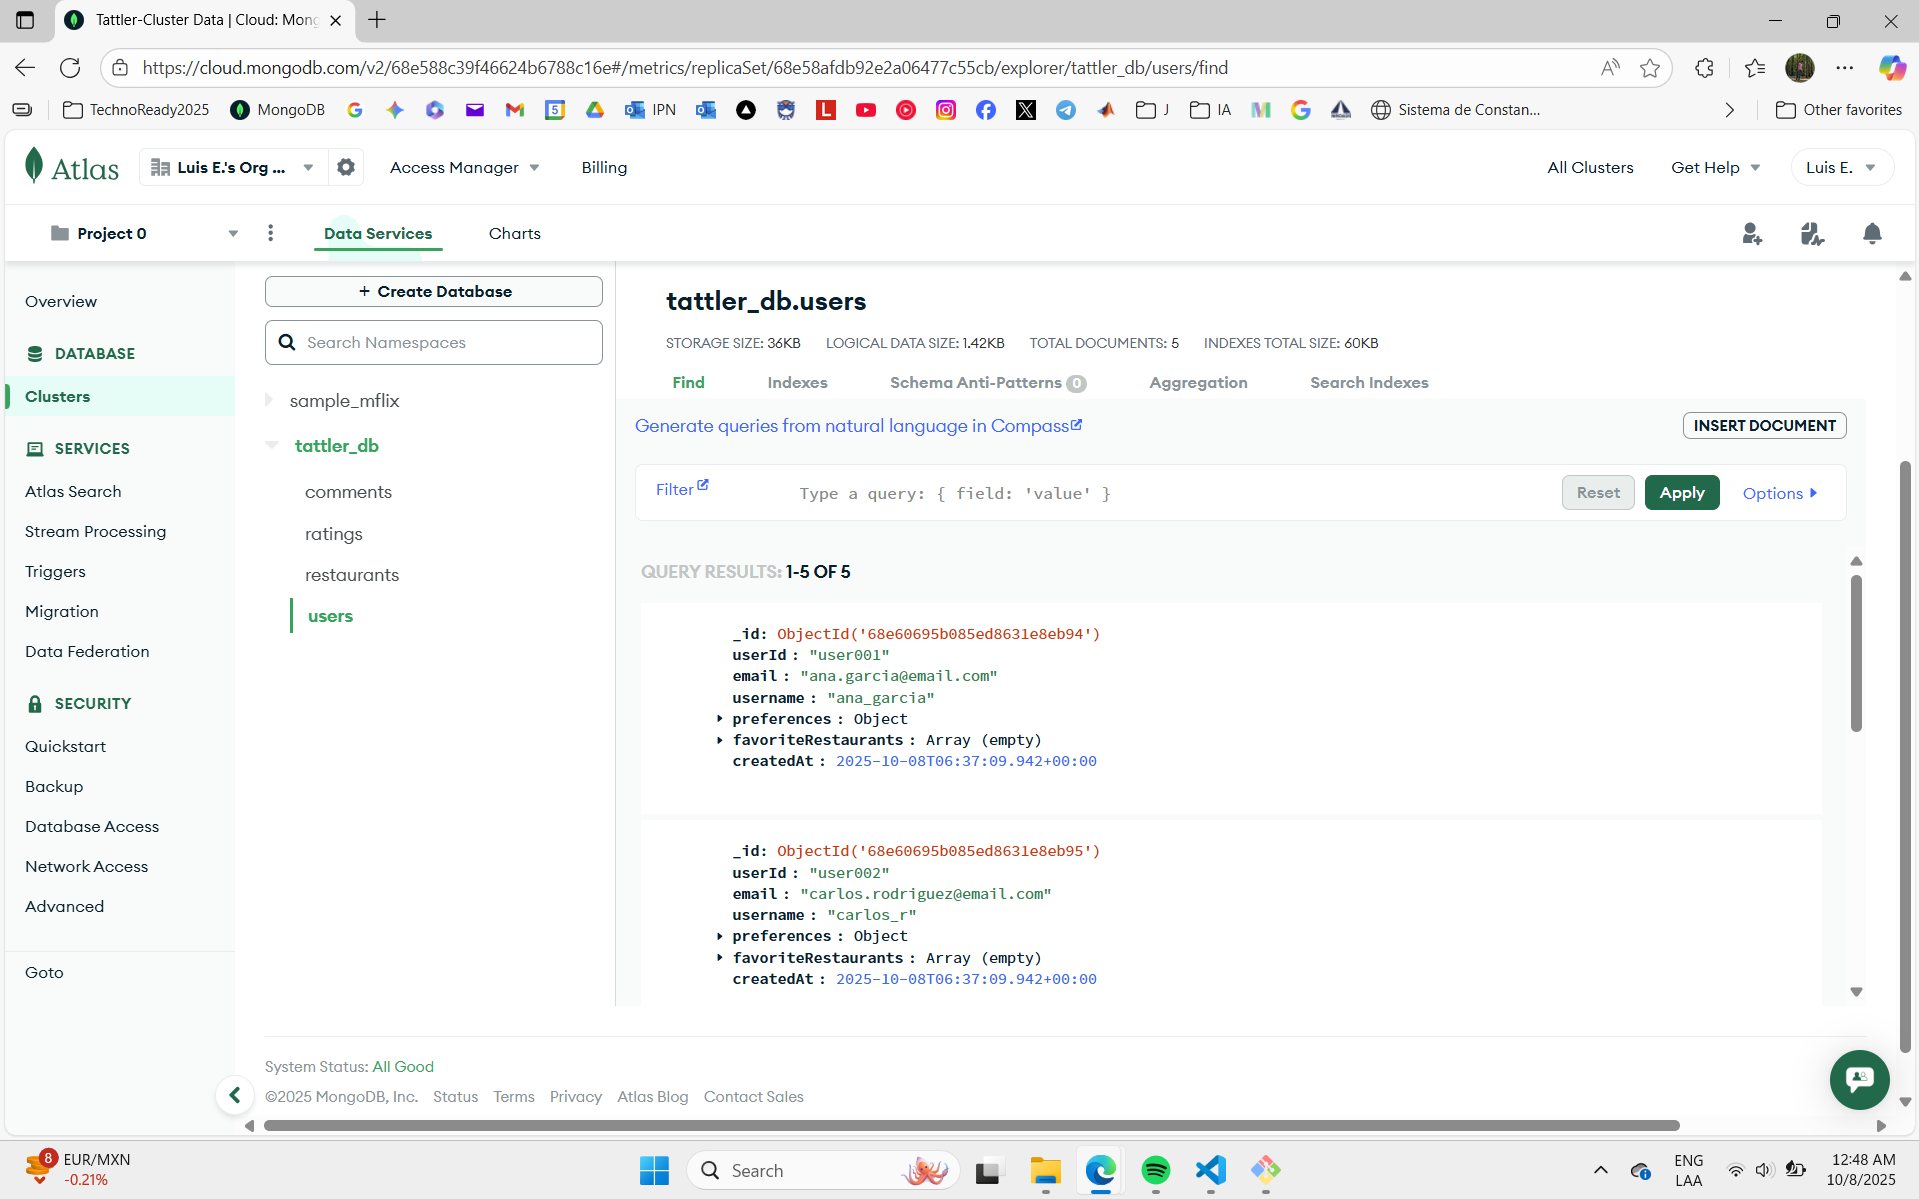 Tattler-Cluster Data | Cloud: Mong
https://cloud.mongodb.com/v2/68e588c39f46624b6788c16e#/metrics/replicaSet/68e58afdb92e2a06477c55cb/explorer/tattler_db/users/find
TechnoReady2025 MongoDB IPN J IA Sistema de Constan... Other favorites
Atlas Luis E.'s Org ... Access Manager Billing All Clusters Get Help Luis E.
Project 0 Data Services Charts
Overview
DATABASE
Clusters
SERVICES
Atlas Search
Stream Processing
Triggers
Migration
Data Federation
SECURITY
Quickstart
Backup
Database Access
Network Access
Advanced
Goto
+ Create Database
Search Namespaces
sample_mflix
tattler_db
comments
ratings
restaurants
users
tattler_db.users
STORAGE SIZE: 36KB LOGICAL DATA SIZE: 1.42KB TOTAL DOCUMENTS: 5 INDEXES TOTAL SIZE: 60KB
Find Indexes Schema Anti-Patterns 0 Aggregation Search Indexes
Generate queries from natural language in Compass INSERT DOCUMENT
Filter Type a query: { field: 'value' } Reset Apply Options
QUERY RESULTS: 1-5 OF 5
_id: ObjectId('68e60695b085ed8631e8eb94')
userId : "user001"
email : "ana.garcia@email.com"
username : "ana_garcia"
preferences : Object
favoriteRestaurants : Array (empty)
createdAt : 2025-10-08T06:37:09.942+00:00
_id: ObjectId('68e60695b085ed8631e8eb95')
userId : "user002"
email : "carlos.rodriguez@email.com"
username : "carlos_r"
preferences : Object
favoriteRestaurants : Array (empty)
createdAt : 2025-10-08T06:37:09.942+00:00
System Status: All Good
©2025 MongoDB, Inc. Status Terms Privacy Atlas Blog Contact Sales
8 EUR/MXN
-0.21%
Search
ENG
LAA
12:48 AM
10/8/2025